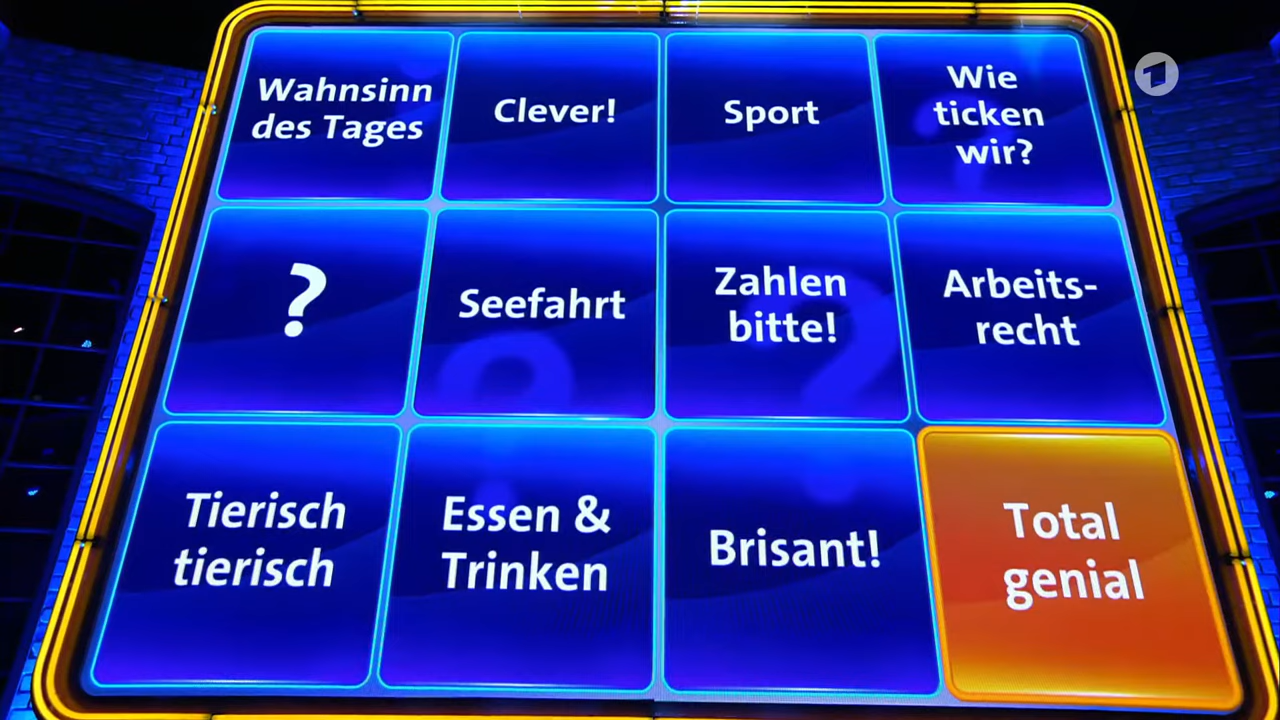 Wahnsinn
des Tages
Clever!
Sport
Wie
ticken
wir?
?
Seefahrt
Zahlen
bitte!
Arbeits-
recht
Tierisch
tierisch
Essen &
Trinken
Brisant!
Total
genial
1